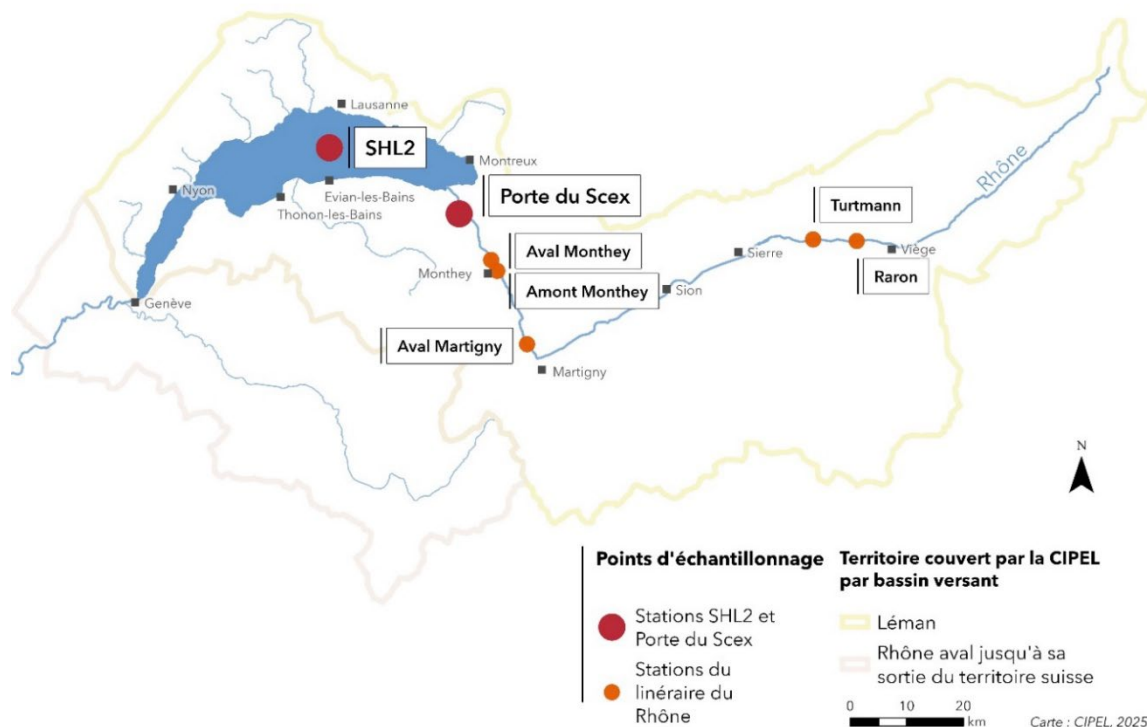 Lausanne
SHL2
Montreux
Nyon
Evian-les-Bains
Thonon-les-Bains
Porte du Scex
Rhône
Turtmann
Aval Monthey
Viège
Sierre
Monthey
Raron
Amont Monthey
Sion
Genève
Aval Martigny
Martigny
N
Points d'échantillonnage
Stations SHL2 et
Porte du Scex
Stations du
linéraire du
Rhône
Territoire couvert par la CIPEL
par bassin versant
Léman
Rhône aval jusqu'à sa
sortie du territoire suisse
0 10 20
km
Carte : CIPEL, 2025